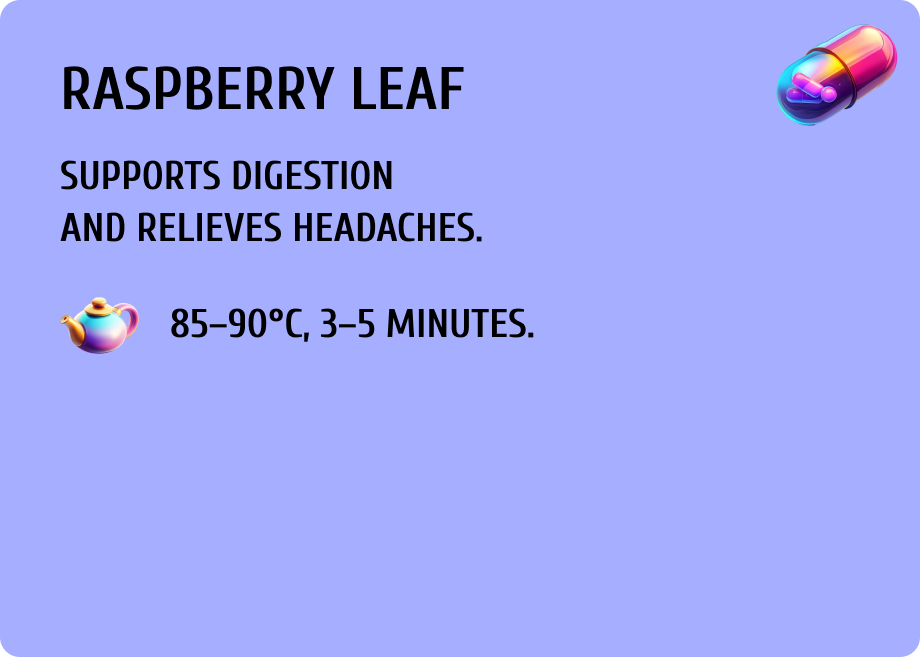 RASPBERRY LEAF
SUPPORTS DIGESTION
AND RELIEVES HEADACHES.
85–90°C, 3–5 MINUTES.